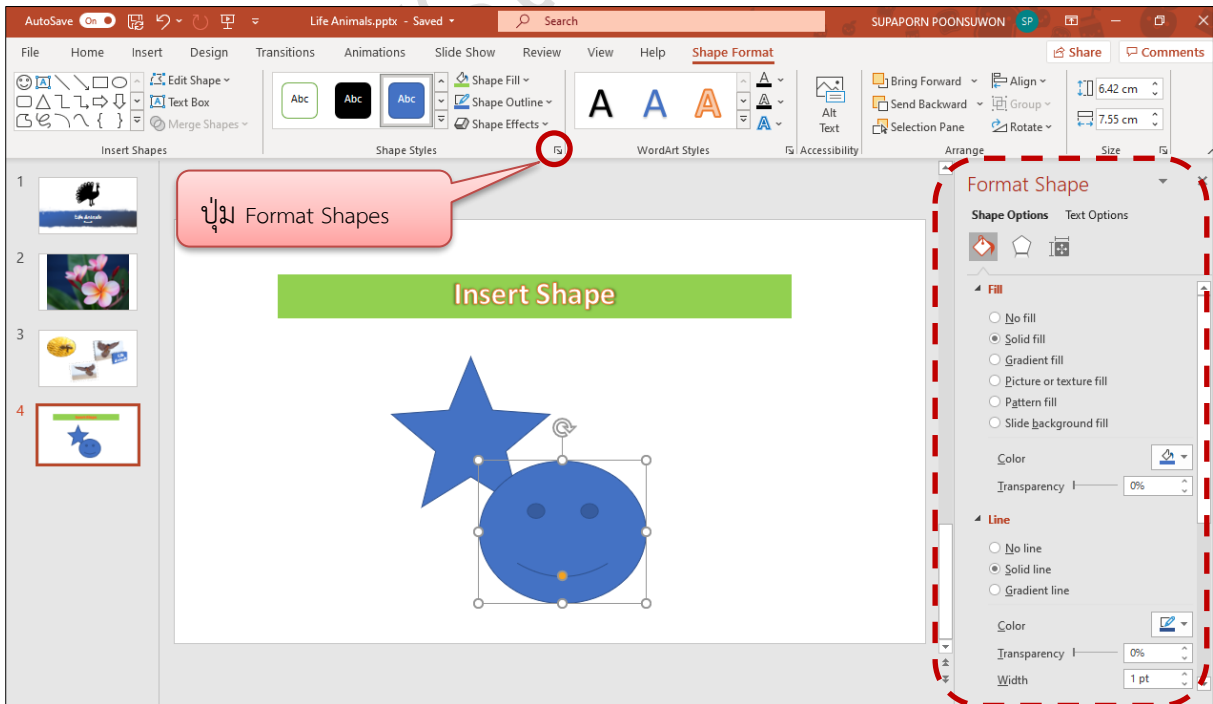 AutoSave On Life Animals.pptx - Saved Search SUPAPORN POONSUWON SP
File Home Insert Design Transitions Animations Slide Show Review View Help Shape Format Share Comments
Edit Shape
Text Box
Merge Shapes
Insert Shapes
Abc Abc Abc
Shape Fill
Shape Outline
Shape Effects
Shape Styles
A A A
A
A
A
WordArt Styles
Alt
Text
Accessibility
Bring Forward Align
Send Backward Group
Selection Pane Rotate
Arrange
6.42 cm
7.55 cm
Size
ปุ่ม Format Shapes
1
Life Animals
2
3
4
Insert Shape
Format Shape
Shape Options Text Options
Fill
No fill
Solid fill
Gradient fill
Picture or texture fill
Pattern fill
Slide background fill
Color
Transparency 0%
Line
No line
Solid line
Gradient line
Color
Transparency 0%
Width 1 pt